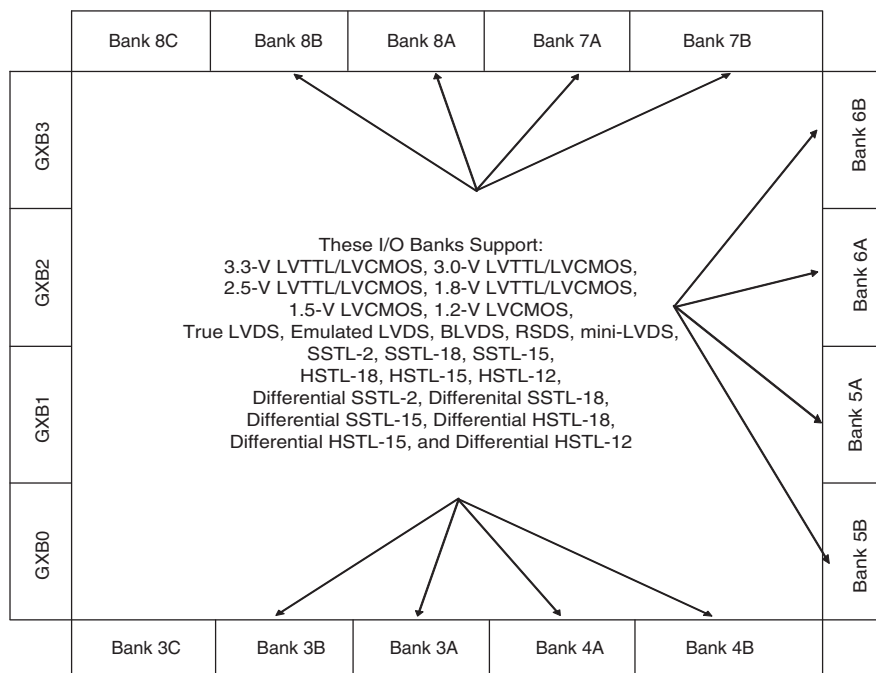 Bank 8C Bank 8B Bank 8A Bank 7A Bank 7B
GXB3
GXB2
GXB1
GXB0
These I/O Banks Support:
3.3-V LVTTL/LVCMOS, 3.0-V LVTTL/LVCMOS,
2.5-V LVTTL/LVCMOS, 1.8-V LVTTL/LVCMOS,
1.5-V LVCMOS, 1.2-V LVCMOS,
True LVDS, Emulated LVDS, BLVDS, RSDS, mini-LVDS,
SSTL-2, SSTL-18, SSTL-15,
HSTL-18, HSTL-15, HSTL-12,
Differential SSTL-2, Differenital SSTL-18,
Differential SSTL-15, Differential HSTL-18,
Differential HSTL-15, and Differential HSTL-12
Bank 6B
Bank 6A
Bank 5A
Bank 5B
Bank 3C Bank 3B Bank 3A Bank 4A Bank 4B